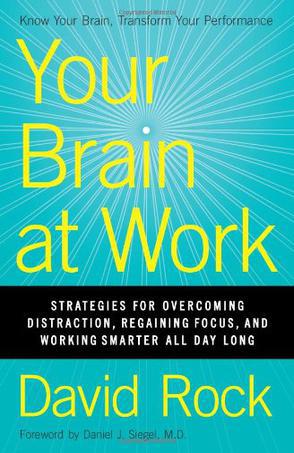 Know Your Brain, Transform Your Performance
Your
Brain
at Work
STRATEGIES FOR OVERCOMING
DISTRACTION, REGAINING FOCUS, AND
WORKING SMARTER ALL DAY LONG
David Rock
Foreword by Daniel J. Siegel, M.D.